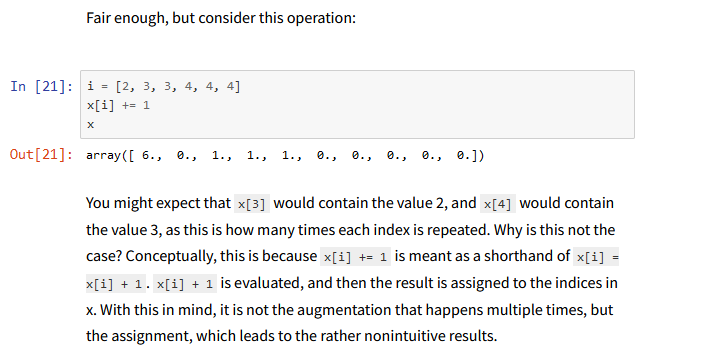 Fair enough, but consider this operation:
In [21]: i = [2, 3, 3, 4, 4, 4]
x[i] += 1
x
Out[21]: array([ 6.,  0.,  1.,  1.,  1.,  0.,  0.,  0.,  0.,  0.])
You might expect that x[3] would contain the value 2, and x[4] would contain
the value 3, as this is how many times each index is repeated. Why is this not the
case? Conceptually, this is because x[i] += 1 is meant as a shorthand of x[i] =
x[i] + 1. x[i] + 1 is evaluated, and then the result is assigned to the indices in
x. With this in mind, it is not the augmentation that happens multiple times, but
the assignment, which leads to the rather nonintuitive results.